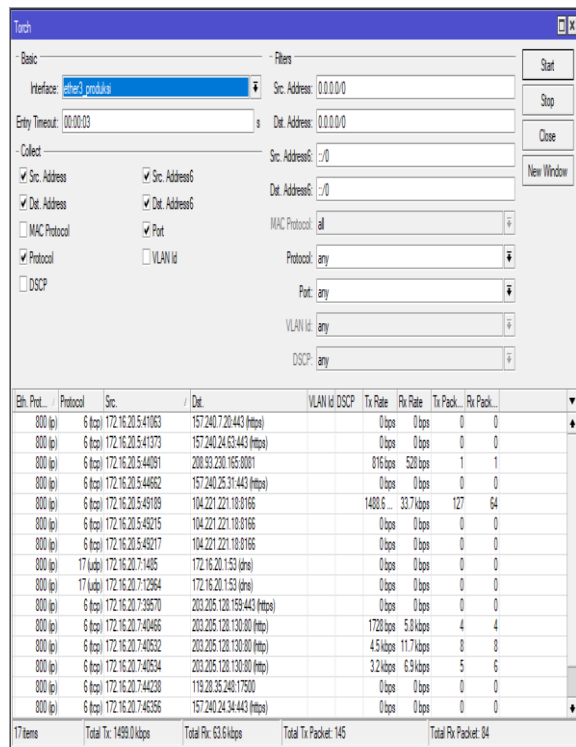 Torch
Basic
Interface: ether3_produksi
Entry Timeout: 00:00:03 s
Collect
Src. Address
Src. Address6
Dst. Address
Dst. Address6
MAC Protocol
Port
Protocol
VLAN Id
DSCP
Filters
Src. Address: 0.0.0.0/0
Dst. Address: 0.0.0.0/0
Src. Address6: ::/0
Dst. Address6: ::/0
MAC Protocol: all
Protocol: any
Port: any
VLAN Id: any
DSCP: any
Start
Stop
Close
New Window
Eth. Prot... Protocol Src. Dst. VLAN Id DSCP Tx Rate Rx Rate Tx Pack... Rx Pack...
800 (ip) 6 (tcp) 172.16.20.5:41063 157.240.7.20:443 (https) 0 bps 0 bps 0 0
800 (ip) 6 (tcp) 172.16.20.5:41373 157.240.24.63:443 (https) 0 bps 0 bps 0 0
800 (ip) 6 (tcp) 172.16.20.5:44091 208.93.230.165:8081 816 bps 528 bps 1 1
800 (ip) 6 (tcp) 172.16.20.5:44662 157.240.25.31:443 (https) 0 bps 0 bps 0 0
800 (ip) 6 (tcp) 172.16.20.5:49189 104.221.221.18:8166 1488.6 ... 33.7 kbps 127 64
800 (ip) 6 (tcp) 172.16.20.5:49215 104.221.221.18:8166 0 bps 0 bps 0 0
800 (ip) 6 (tcp) 172.16.20.5:49217 104.221.221.18:8166 0 bps 0 bps 0 0
800 (ip) 17 (udp) 172.16.20.7:1405 172.16.20.1:53 (dns) 0 bps 0 bps 0 0
800 (ip) 17 (udp) 172.16.20.7:12964 172.16.20.1:53 (dns) 0 bps 0 bps 0 0
800 (ip) 6 (tcp) 172.16.20.7:39570 203.205.128.159:443 (https) 0 bps 0 bps 0 0
800 (ip) 6 (tcp) 172.16.20.7:40466 203.205.128.130:80 (http) 1728 bps 5.8 kbps 4 4
800 (ip) 6 (tcp) 172.16.20.7:40532 203.205.128.130:80 (http) 4.5 kbps 11.7 kbps 8 8
800 (ip) 6 (tcp) 172.16.20.7:40534 203.205.128.130:80 (http) 3.2 kbps 6.9 kbps 5 6
800 (ip) 6 (tcp) 172.16.20.7:44238 119.28.35.248:17500 0 bps 0 bps 0 0
800 (ip) 6 (tcp) 172.16.20.7:46356 157.240.24.34:443 (https) 0 bps 0 bps 0 0
17 items Total Tx: 1499.0 kbps Total Rx: 63.6 kbps Total Tx Packet: 145 Total Rx Packet: 84